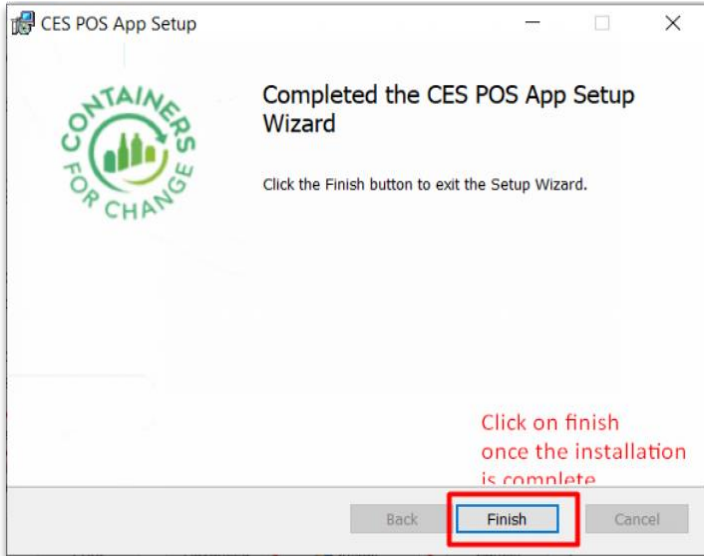 CES POS App Setup
CONTAINERS
FOR CHANGE
Completed the CES POS App Setup
Wizard
Click the Finish button to exit the Setup Wizard.
Click on finish
once the installation
is complete
Back
Finish
Cancel